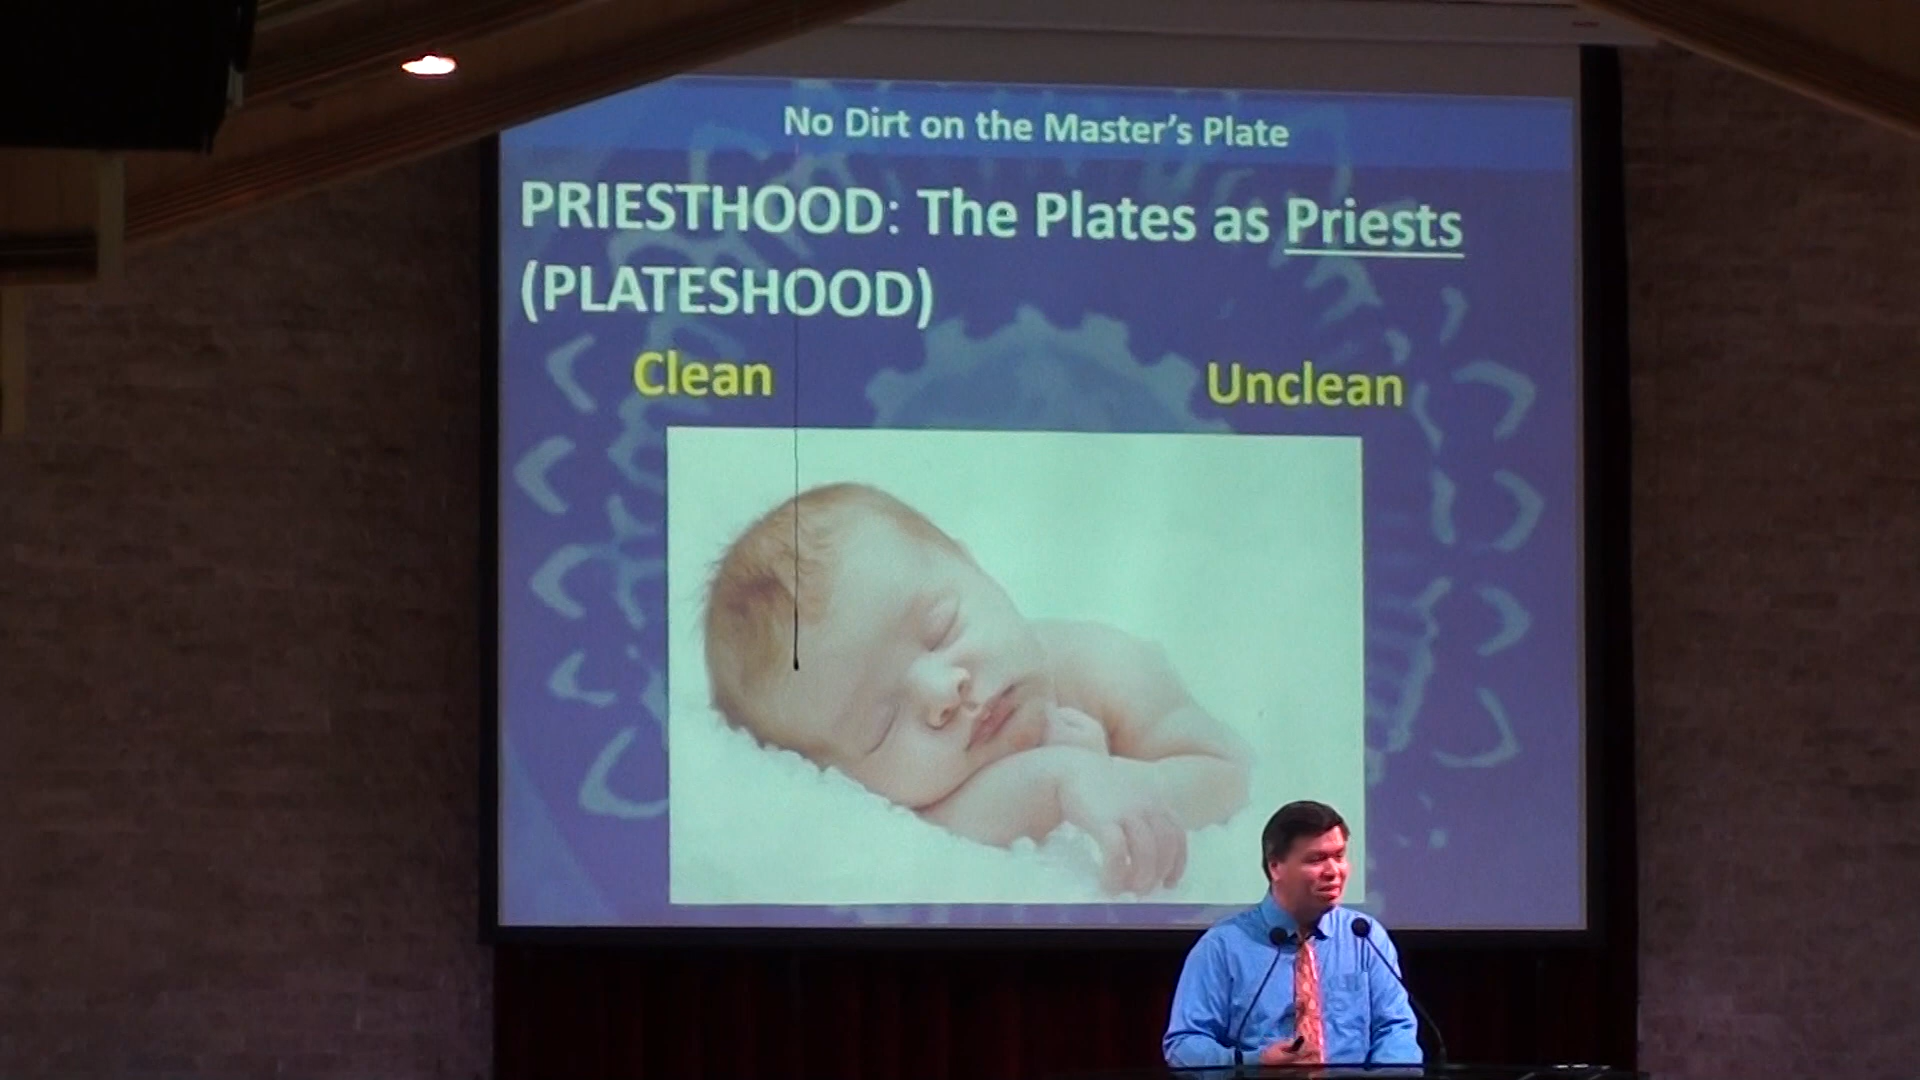 No Dirt on the Master’s Plate
PRIESTHOOD: The Plates as Priests
(PLATESHOOD)
Clean
Unclean